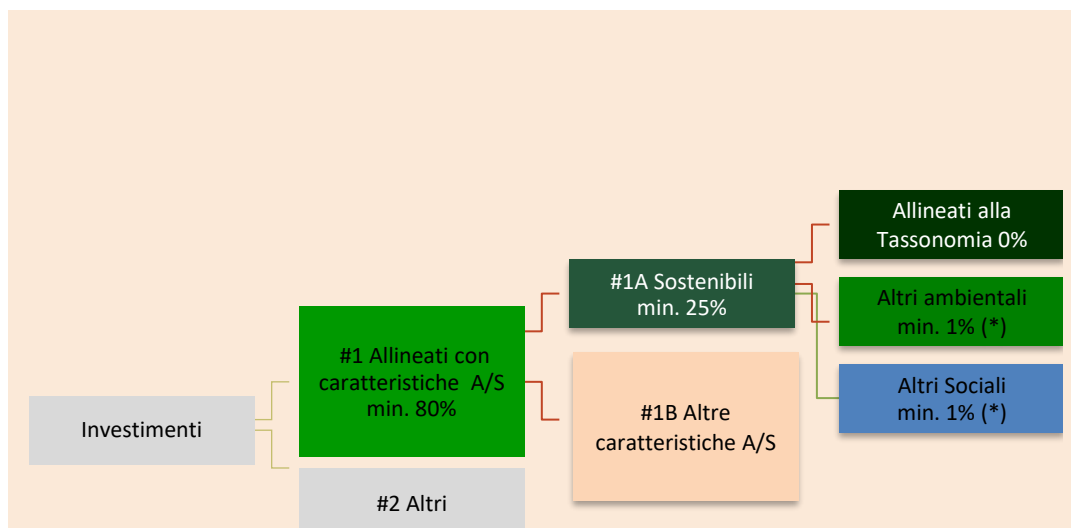 Investimenti
#1 Allineati con
caratteristiche A/S
min. 80%
#2 Altri
#1A Sostenibili
min. 25%
#1B Altre
caratteristiche A/S
Allineati alla
Tassonomia 0%
Altri ambientali
min. 1% (*)
Altri Sociali
min. 1% (*)